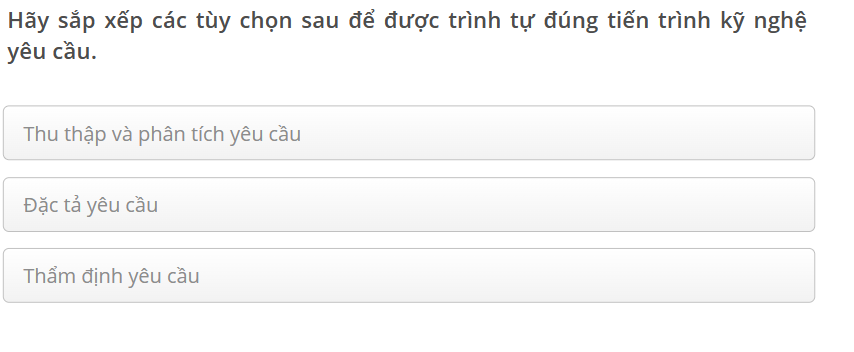 Hãy sắp xếp các tùy chọn sau để được trình tự đúng tiến trình kỹ nghệ
yêu cầu.
Thu thập và phân tích yêu cầu
Đặc tả yêu cầu
Thẩm định yêu cầu